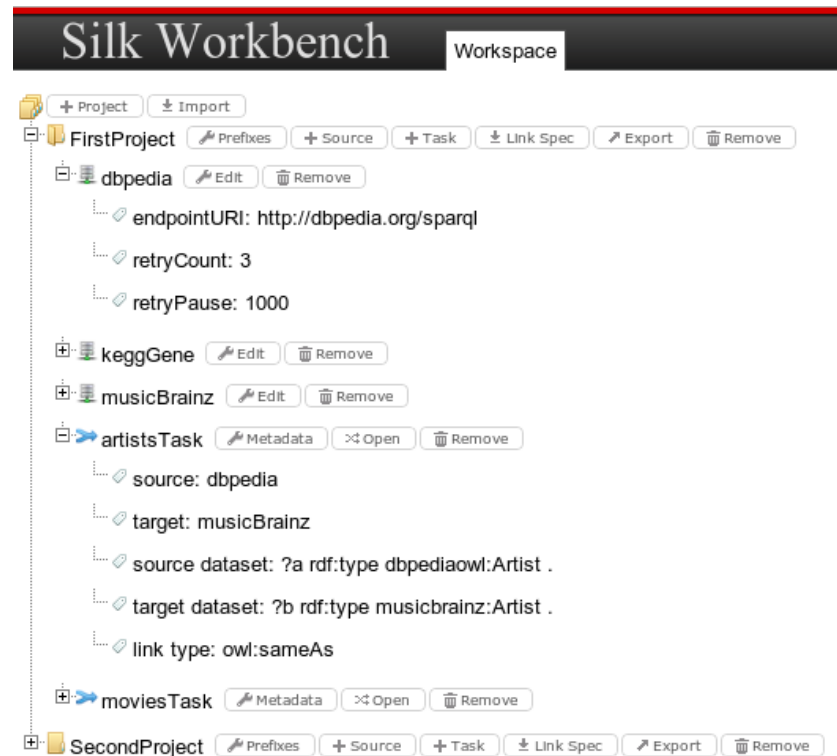 Silk Workbench Workspace
+ Project Import
FirstProject Prefixes + Source + Task Link Spec Export Remove
dbpedia Edit Remove
endpointURI: http://dbpedia.org/sparql
retryCount: 3
retryPause: 1000
keggGene Edit Remove
musicBrainz Edit Remove
artistsTask Metadata Open Remove
source: dbpedia
target: musicBrainz
source dataset: ?a rdf:type dbpediaowl:Artist .
target dataset: ?b rdf:type musicbrainz:Artist .
link type: owl:sameAs
moviesTask Metadata Open Remove
SecondProject Prefixes + Source + Task Link Spec Export Remove